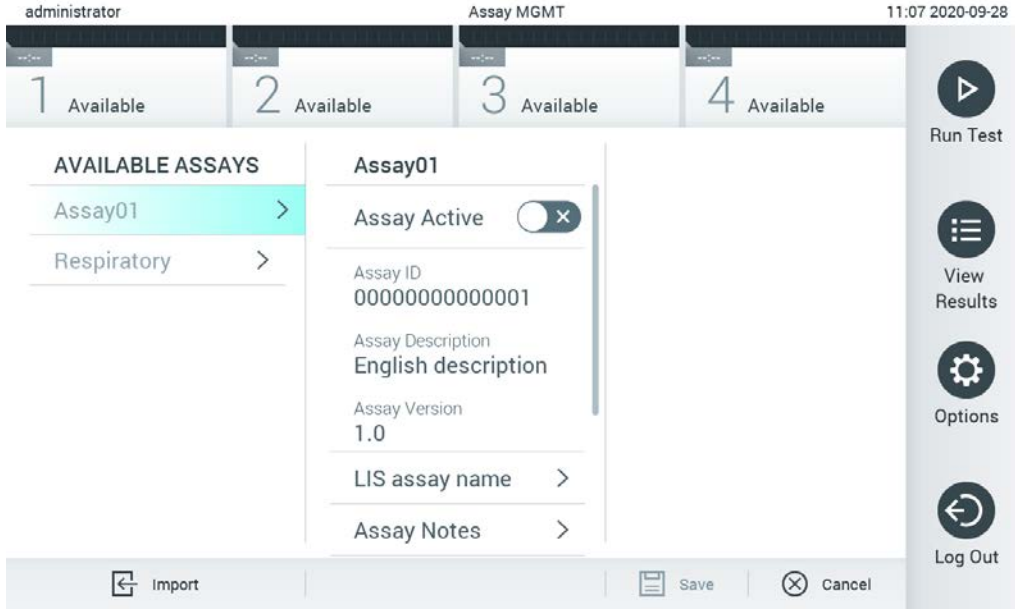 administrator Assay MGMT 11:07 2020-09-28
--:-- --:-- --:-- --:--
1 Available 2 Available 3 Available 4 Available
Run Test
AVAILABLE ASSAYS
Assay01
Respiratory
Assay01
Assay Active
Assay ID
00000000000001
Assay Description
English description
Assay Version
1.0
LIS assay name
Assay Notes
View
Results
Options
Log Out
Import Save Cancel